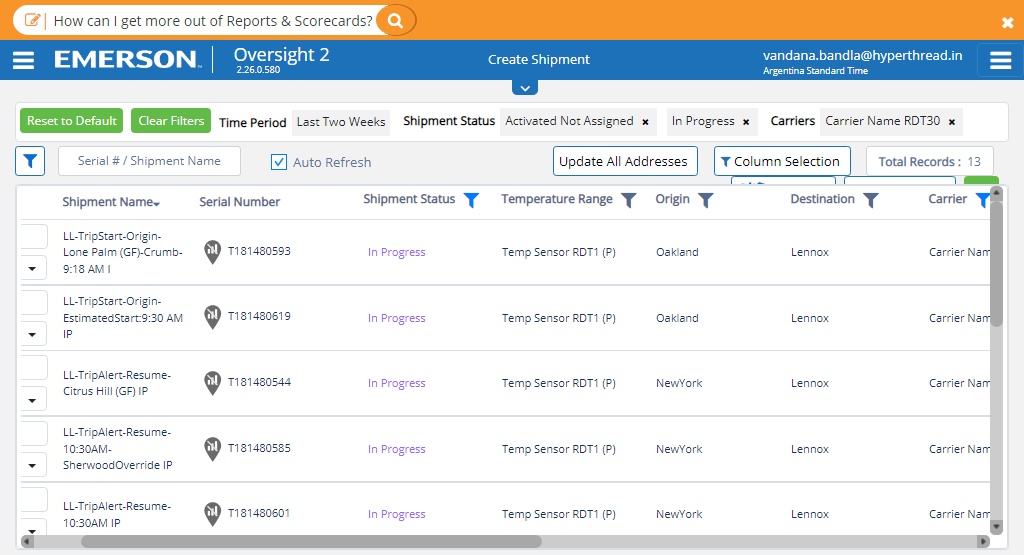 How can I get more out of Reports & Scorecards?
EMERSON
Oversight 2
2.26.0.580
Create Shipment
vandana.bandla@hyperthread.in
Argentina Standard Time
Reset to Default Clear Filters Time Period Last Two Weeks Shipment Status Activated Not Assigned × In Progress × Carriers Carrier Name RDT30 ×
Serial # / Shipment Name Auto Refresh Update All Addresses Column Selection Total Records : 13
Shipment Name Serial Number Shipment Status Temperature Range Origin Destination Carrier
LL-TripStart-Origin-
Lone Palm (GF)-Crumb-
9:18 AM I
T181480593 In Progress Temp Sensor RDT1 (P) Oakland Lennox Carrier Nam
LL-TripStart-Origin-
EstimatedStart:9:30 AM
IP
T181480619 In Progress Temp Sensor RDT1 (P) Oakland Lennox Carrier Nam
LL-TripAlert-Resume-
Citrus Hill (GF) IP
T181480544 In Progress Temp Sensor RDT1 (P) NewYork Lennox Carrier Nam
LL-TripAlert-Resume-
10:30AM-
SherwoodOverride IP
T181480585 In Progress Temp Sensor RDT1 (P) NewYork Lennox Carrier Nam
LL-TripAlert-Resume-
10:30AM IP
T181480601 In Progress Temp Sensor RDT1 (P) NewYork Lennox Carrier Nam